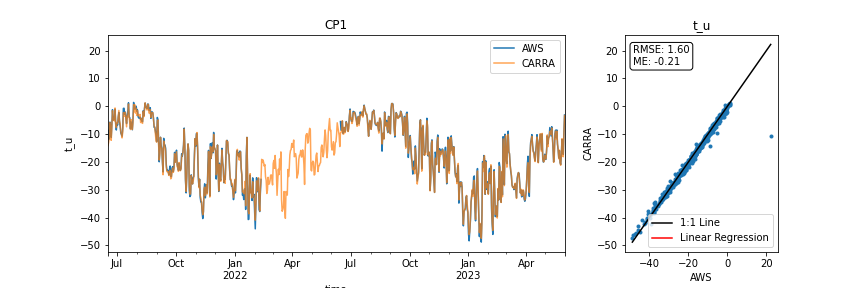 CP1
t_u
AWS
CARRA
20
10
0
−10
−20
−30
−40
−50
t_u
Jul
Oct
Jan
2022
Apr
Jul
Oct
Jan
2023
Apr
t_u
RMSE: 1.60
ME: -0.21
20
10
0
−10
−20
−30
−40
−50
CARRA
1:1 Line
Linear Regression
−40
−20
0
20
AWS